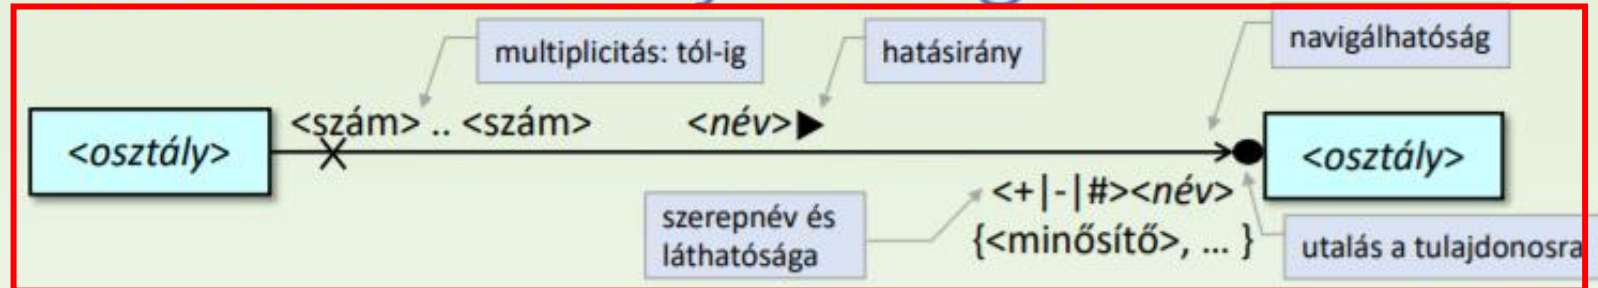 multiplicitás: tól-ig
hatásirány
navigálhatóság
<szám> .. <szám>
<név>▶
<osztály>
<osztály>
<+|-|#><név>
{<minősítő>, ... }
szerepnév és
láthatósága
utalás a tulajdonosra